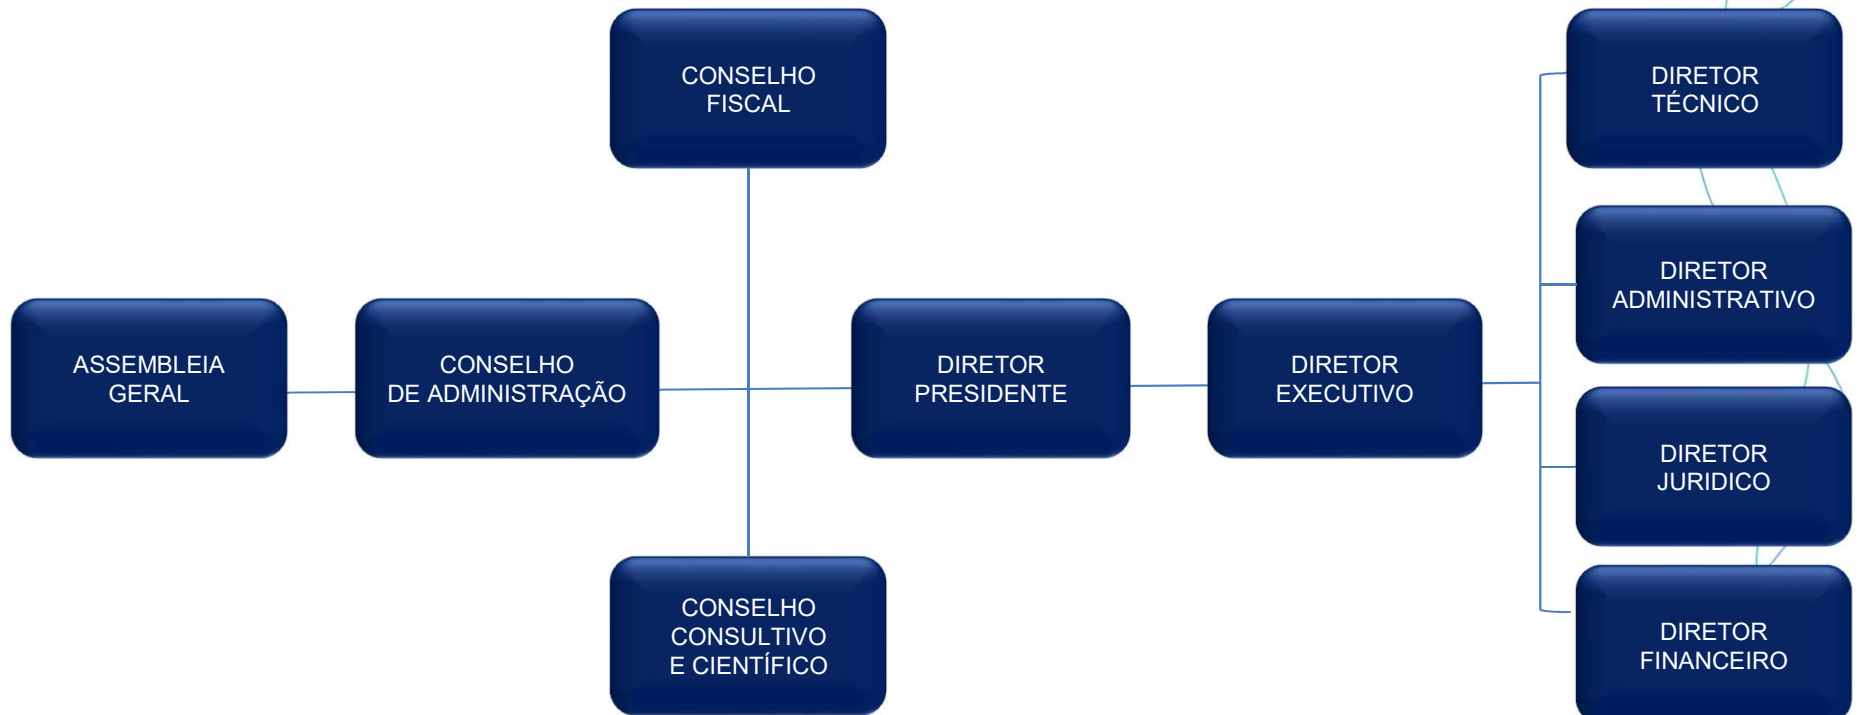 CONSELHO
FISCAL
DIRETOR
TÉCNICO
DIRETOR
ADMINISTRATIVO
ASSEMBLEIA
GERAL
CONSELHO
DE ADMINISTRAÇÃO
DIRETOR
PRESIDENTE
DIRETOR
EXECUTIVO
DIRETOR
JURIDICO
CONSELHO
CONSULTIVO
E CIENTÍFICO
DIRETOR
FINANCEIRO